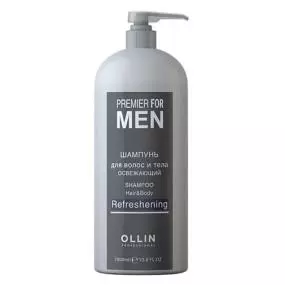 PREMIER FOR
MEN
ШАМПУНЬ
для волос и тела
ОСВЕЖАЮЩИЙ
SHAMPOO
Hair&Body
Refreshening
OLLIN
PROFESSIONAL